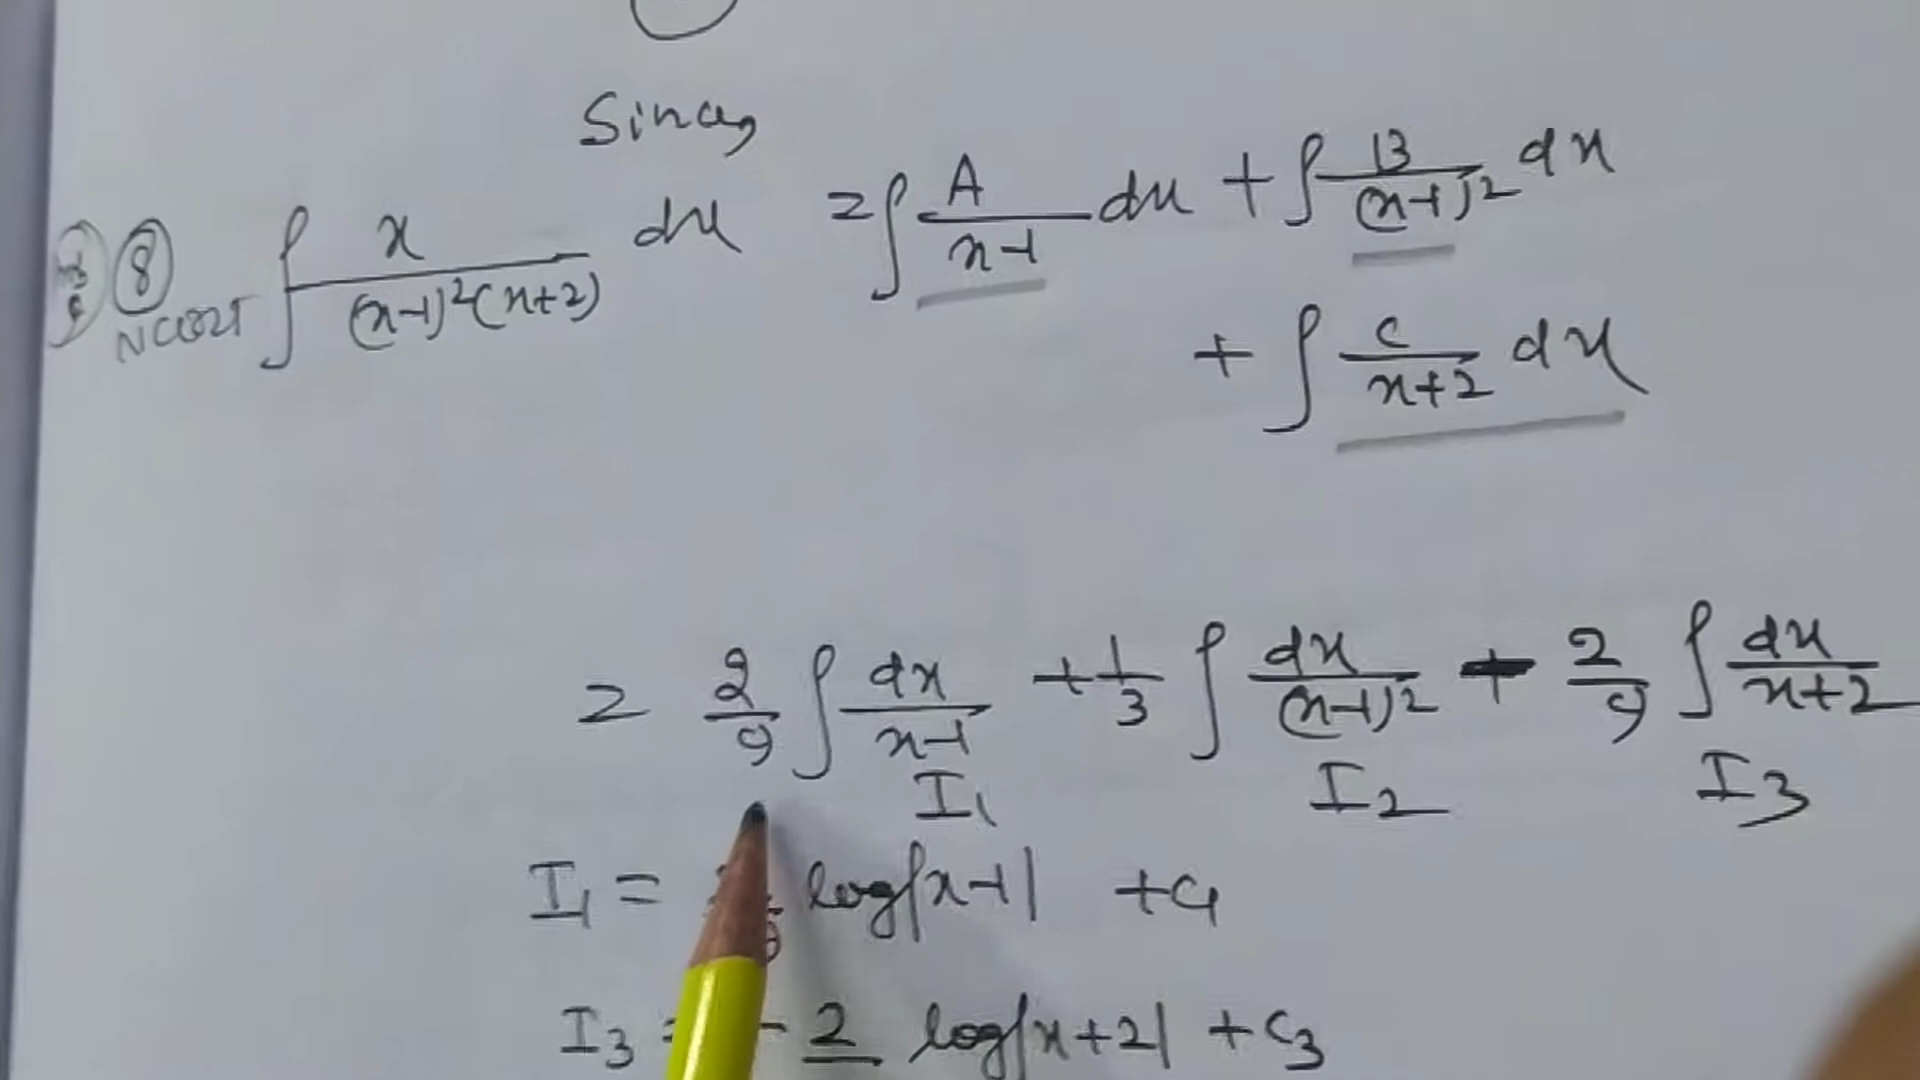 Since,
⑧ ∫ x / (x-1)²(x+2) dx = ∫ A / x-1 dx + ∫ B / (x-1)² dx
NCERT
+ ∫ C / x+2 dx
= 2/9 ∫ dx / x-1 + 1/3 ∫ dx / (x-1)² - 2/9 ∫ dx / x+2
I₁ I₂ I₃
I₁ = log|x-1| + C₁
I₃ = - 2 log|x+2| + C₃